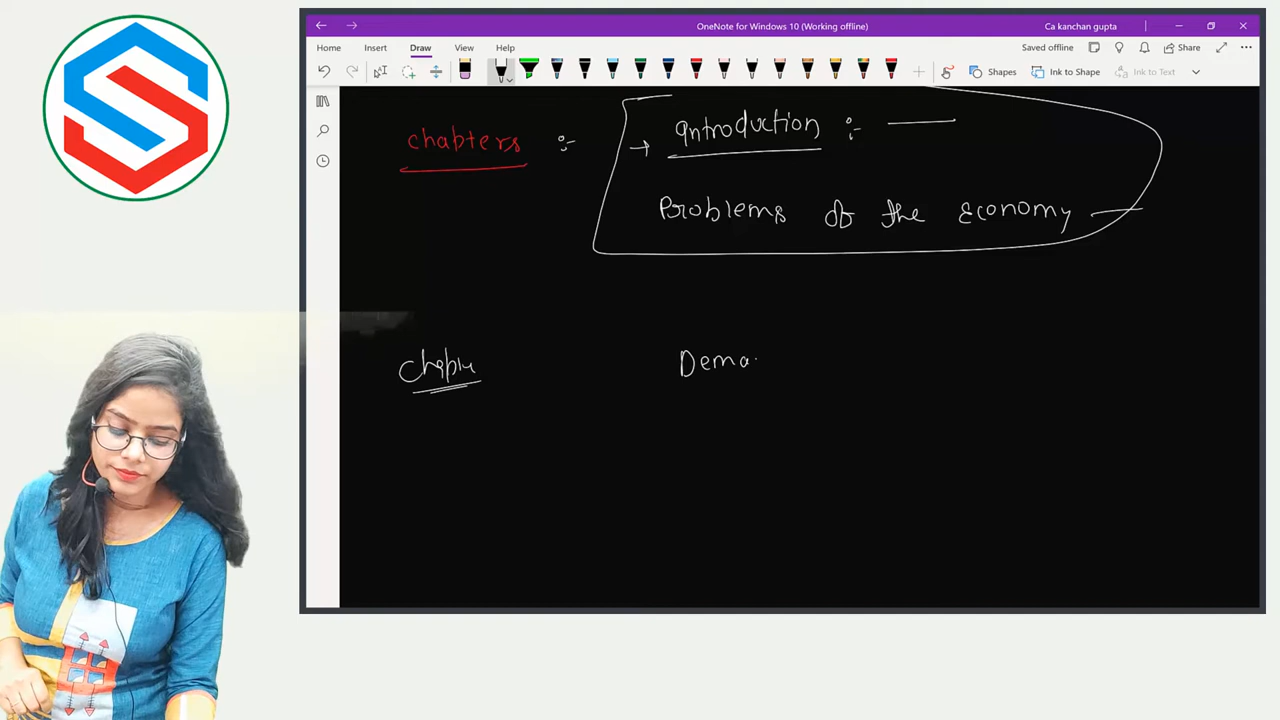 OneNote for Windows 10 (Working offline)
Ca kanchan gupta
Home Insert Draw View Help
Saved offline
Share
Shapes
Ink to Shape
Ink to Text
chapters :- → Introduction :-
Problems of the Economy
Chapte Dema